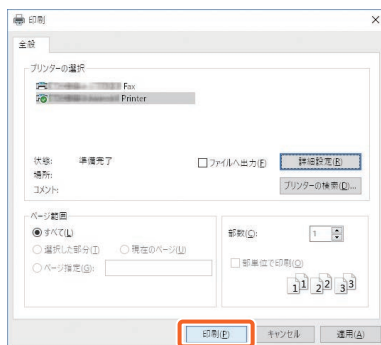 印刷
全般
プリンターの選択
Fax
Printer
状態: 準備完了
場所:
コメント:
ファイルへ出力(F)
詳細設定(R)
プリンターの検索(D)...
ページ範囲
すべて(L)
選択した部分(T) 現在のページ(U)
ページ指定(G):
部数(C): 1
部単位で印刷(O)
1 1 2 2 3 3
印刷(P) キャンセル 適用(A)